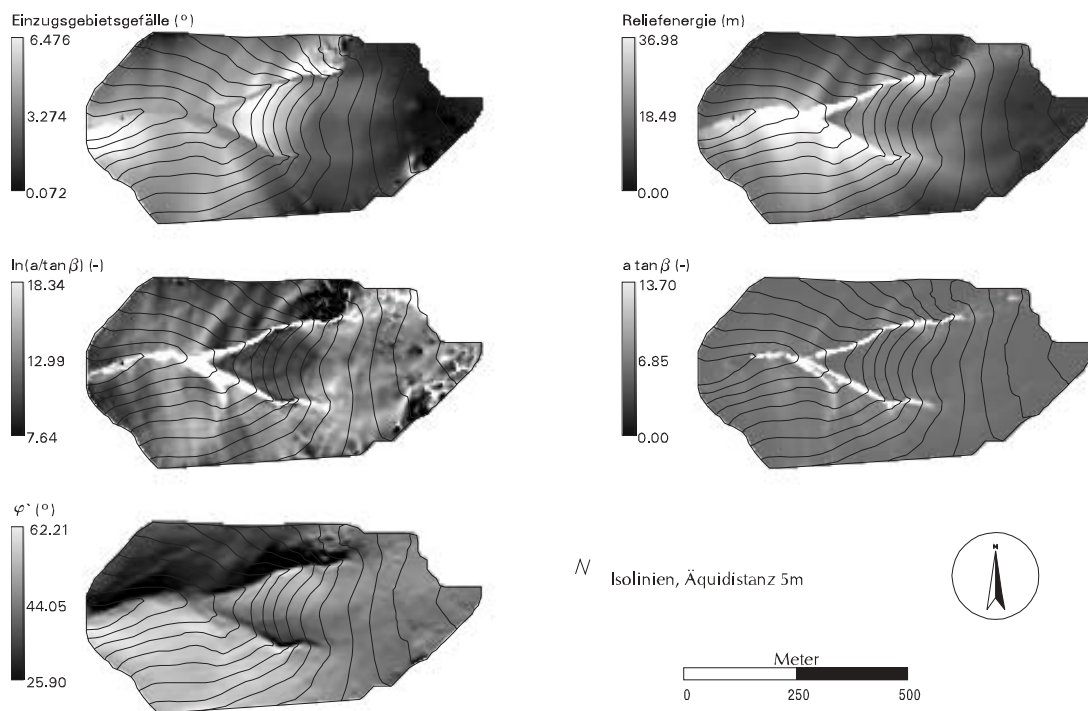 Einzugsgebietsgefälle (°)
6.476
3.274
0.072
Reliefenergie (m)
36.98
18.49
0.00
ln(a/tan β) (-)
18.34
12.99
7.64
a tan β (-)
13.70
6.85
0.00
φ` (°)
62.21
44.05
25.90
N Isolinien, Äquidistanz 5m
N
Meter
0 250 500